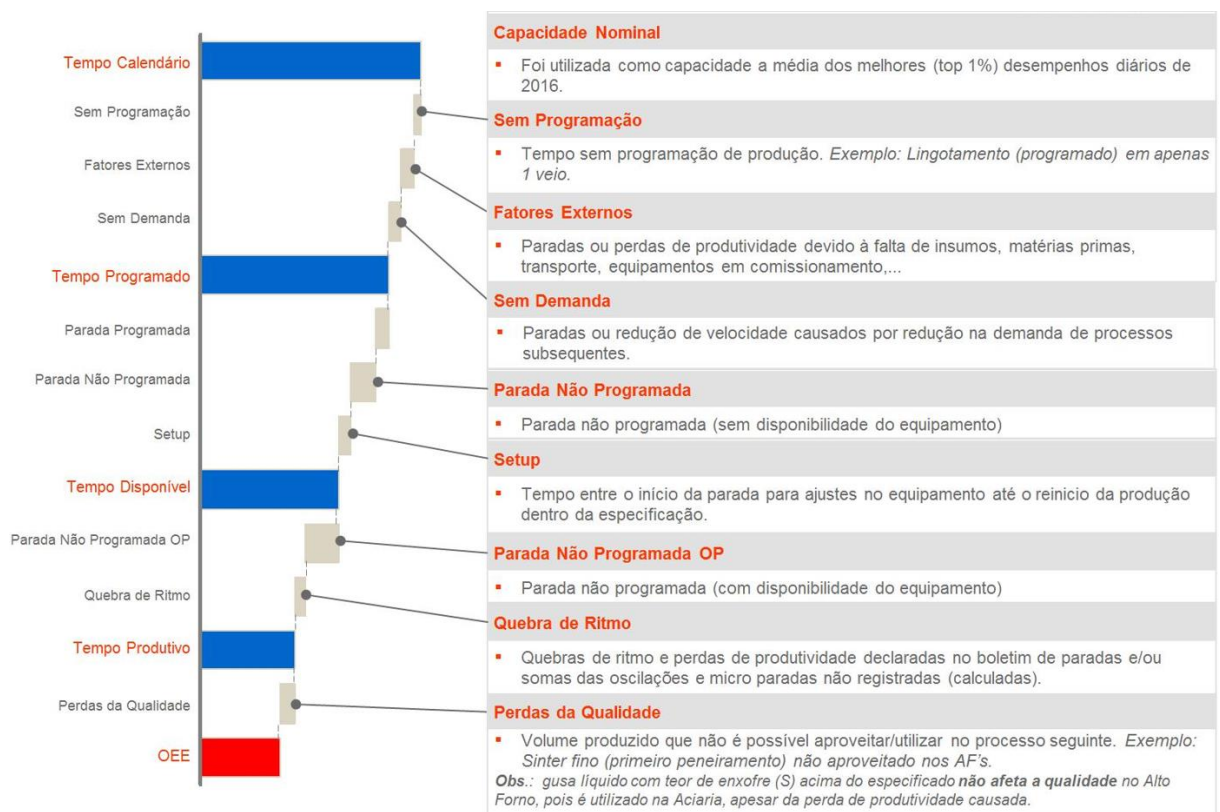 Tempo Calendário
Sem Programação
Fatores Externos
Sem Demanda
Tempo Programado
Parada Programada
Parada Não Programada
Setup
Tempo Disponível
Parada Não Programada OP
Quebra de Ritmo
Tempo Produtivo
Perdas da Qualidade
OEE
Capacidade Nominal
▪ Foi utilizada como capacidade a média dos melhores (top 1%) desempenhos diários de
2016.
Sem Programação
▪ Tempo sem programação de produção. Exemplo: Lingotamento (programado) em apenas
1 veio.
Fatores Externos
▪ Paradas ou perdas de produtividade devido à falta de insumos, matérias primas,
transporte, equipamentos em comissionamento,...
Sem Demanda
▪ Paradas ou redução de velocidade causados por redução na demanda de processos
subsequentes.
Parada Não Programada
▪ Parada não programada (sem disponibilidade do equipamento)
Setup
▪ Tempo entre o início da parada para ajustes no equipamento até o reinicio da produção
dentro da especificação.
Parada Não Programada OP
▪ Parada não programada (com disponibilidade do equipamento)
Quebra de Ritmo
▪ Quebras de ritmo e perdas de produtividade declaradas no boletim de paradas e/ou
somas das oscilações e micro paradas não registradas (calculadas).
Perdas da Qualidade
▪ Volume produzido que não é possível aproveitar/utilizar no processo seguinte. Exemplo:
Sinter fino (primeiro peneiramento) não aproveitado nos AF's.
Obs.: gusa líquido com teor de enxofre (S) acima do especificado não afeta a qualidade no Alto
Forno, pois é utilizado na Aciaria, apesar da perda de produtividade causada.